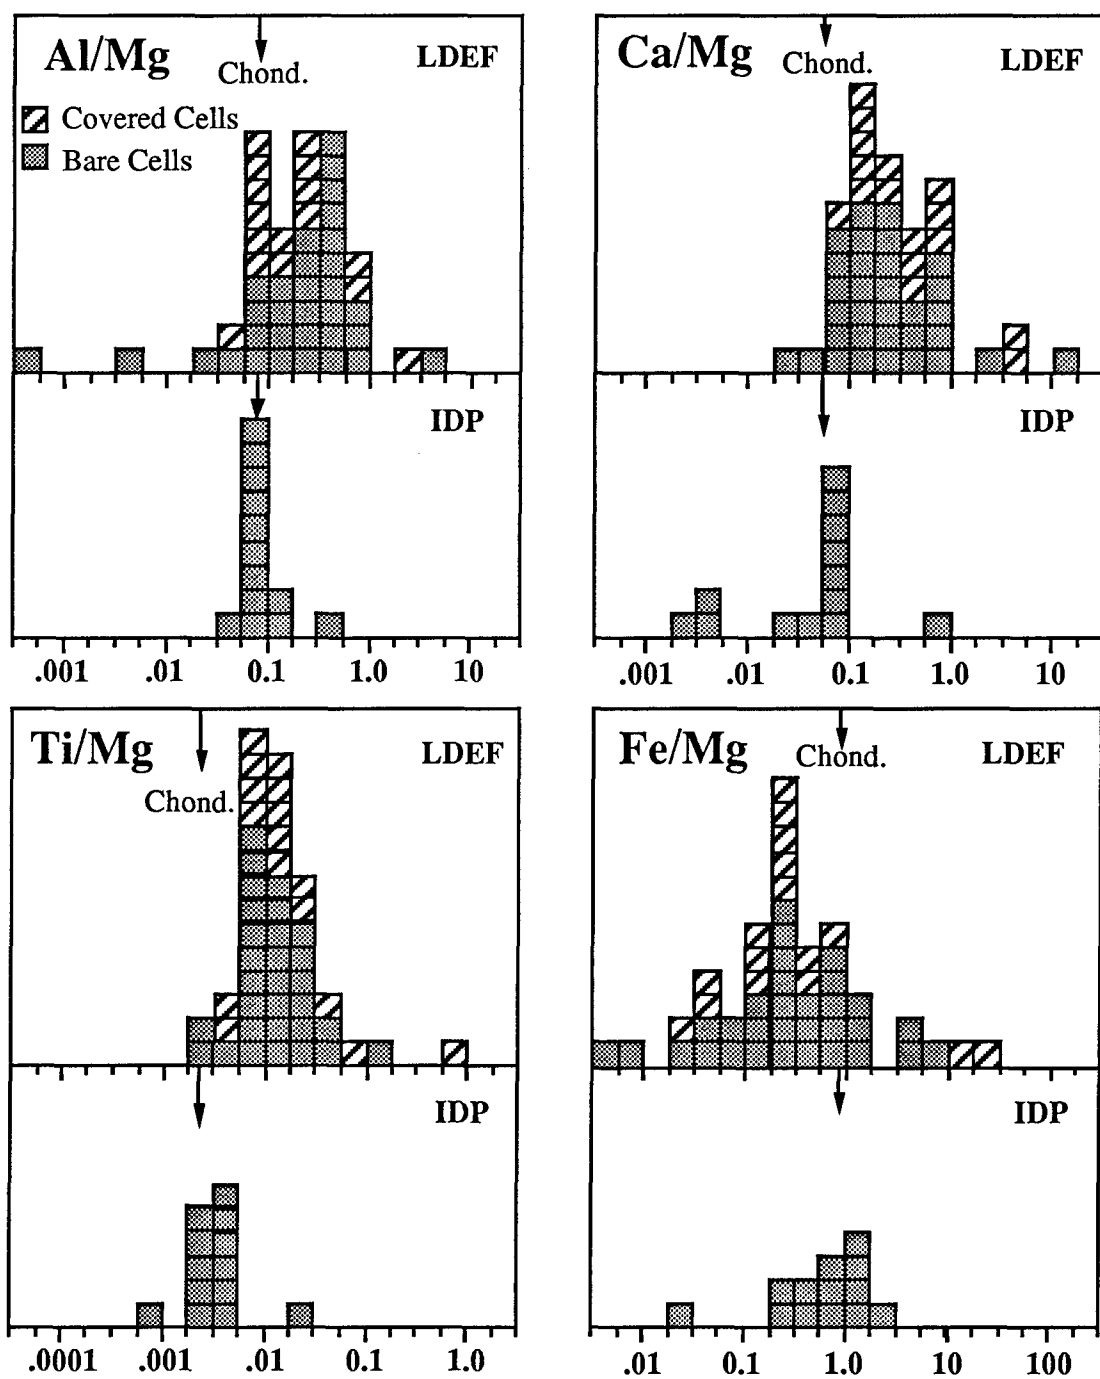 Al/Mg
LDEF
Chond.
Covered Cells
Bare Cells
IDP
.001 .01 0.1 1.0 10
Ca/Mg
LDEF
Chond.
IDP
.001 .01 0.1 1.0 10
Ti/Mg
LDEF
Chond.
IDP
.0001 .001 .01 0.1 1.0
Fe/Mg
LDEF
Chond.
IDP
.01 0.1 1.0 10 100